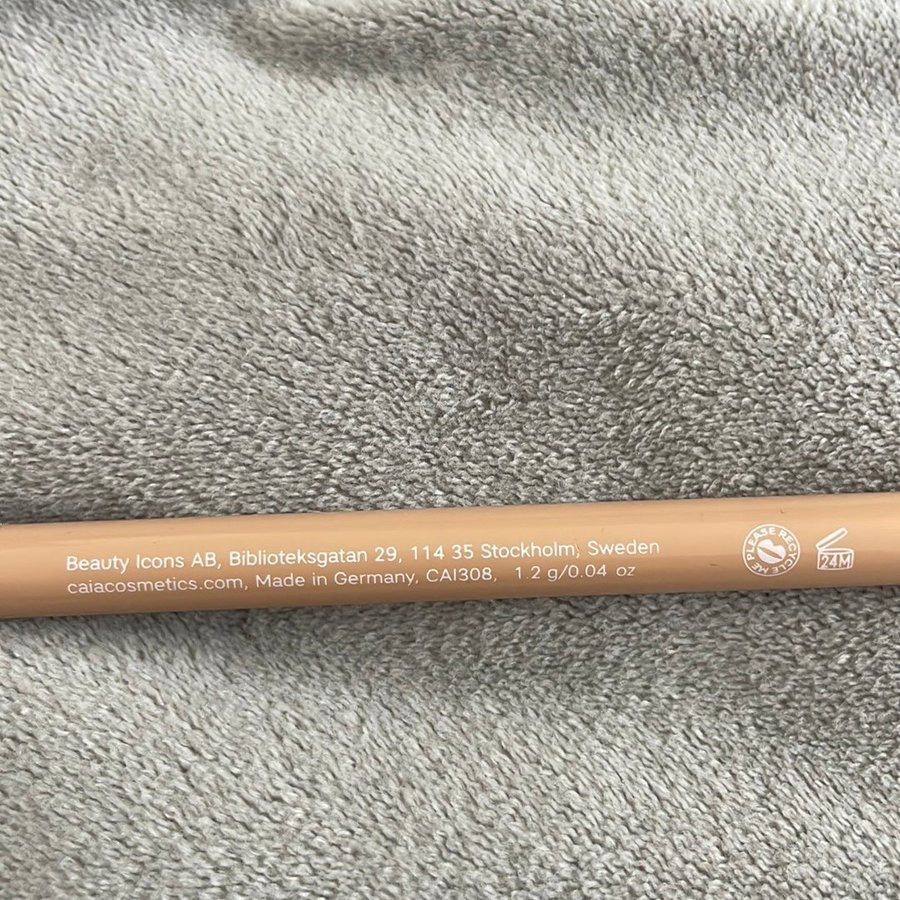 Beauty Icons AB, Biblioteksgatan 29, 114 35 Stockholm, Sweden
caiacosmetics.com, Made in Germany, CAI308, 1.2 g/0.04 oz
PLEASE RECYCLE ME
24M